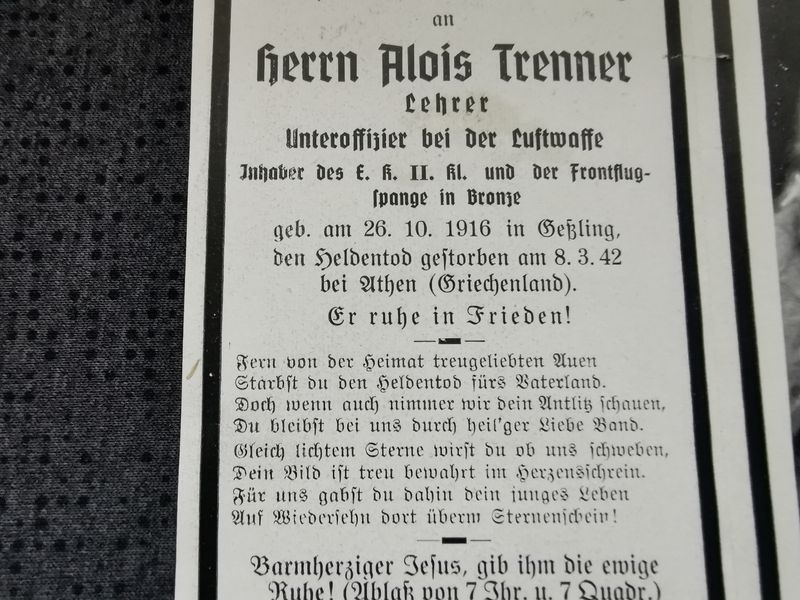 an
Herrn Alois Trenner
Lehrer
Unteroffizier bei der Luftwaffe
Inhaber des E. K. II. Kl. und der Frontflug-
spange in Bronze
geb. am 26. 10. 1916 in Geßling,
den Heldentod gestorben am 8. 3. 42
bei Athen (Griechenland).
Er ruhe in Frieden!
Fern von der Heimat treugeliebten Auen
Starbst du den Heldentod fürs Vaterland.
Doch wenn auch nimmer wir dein Antlitz schauen,
Du bleibst bei uns durch heil'ger Liebe Band.
Gleich lichtem Sterne wirst du ob uns schweben,
Dein Bild ist treu bewahrt im Herzensschrein.
Für uns gabst du dahin dein junges Leben
Auf Wiedersehn dort überm Sternenschein!
Barmherziger Jesus, gib ihm die ewige
Ruhe! (Ablaß von 7 Jhr. u. 7 Quadr.)